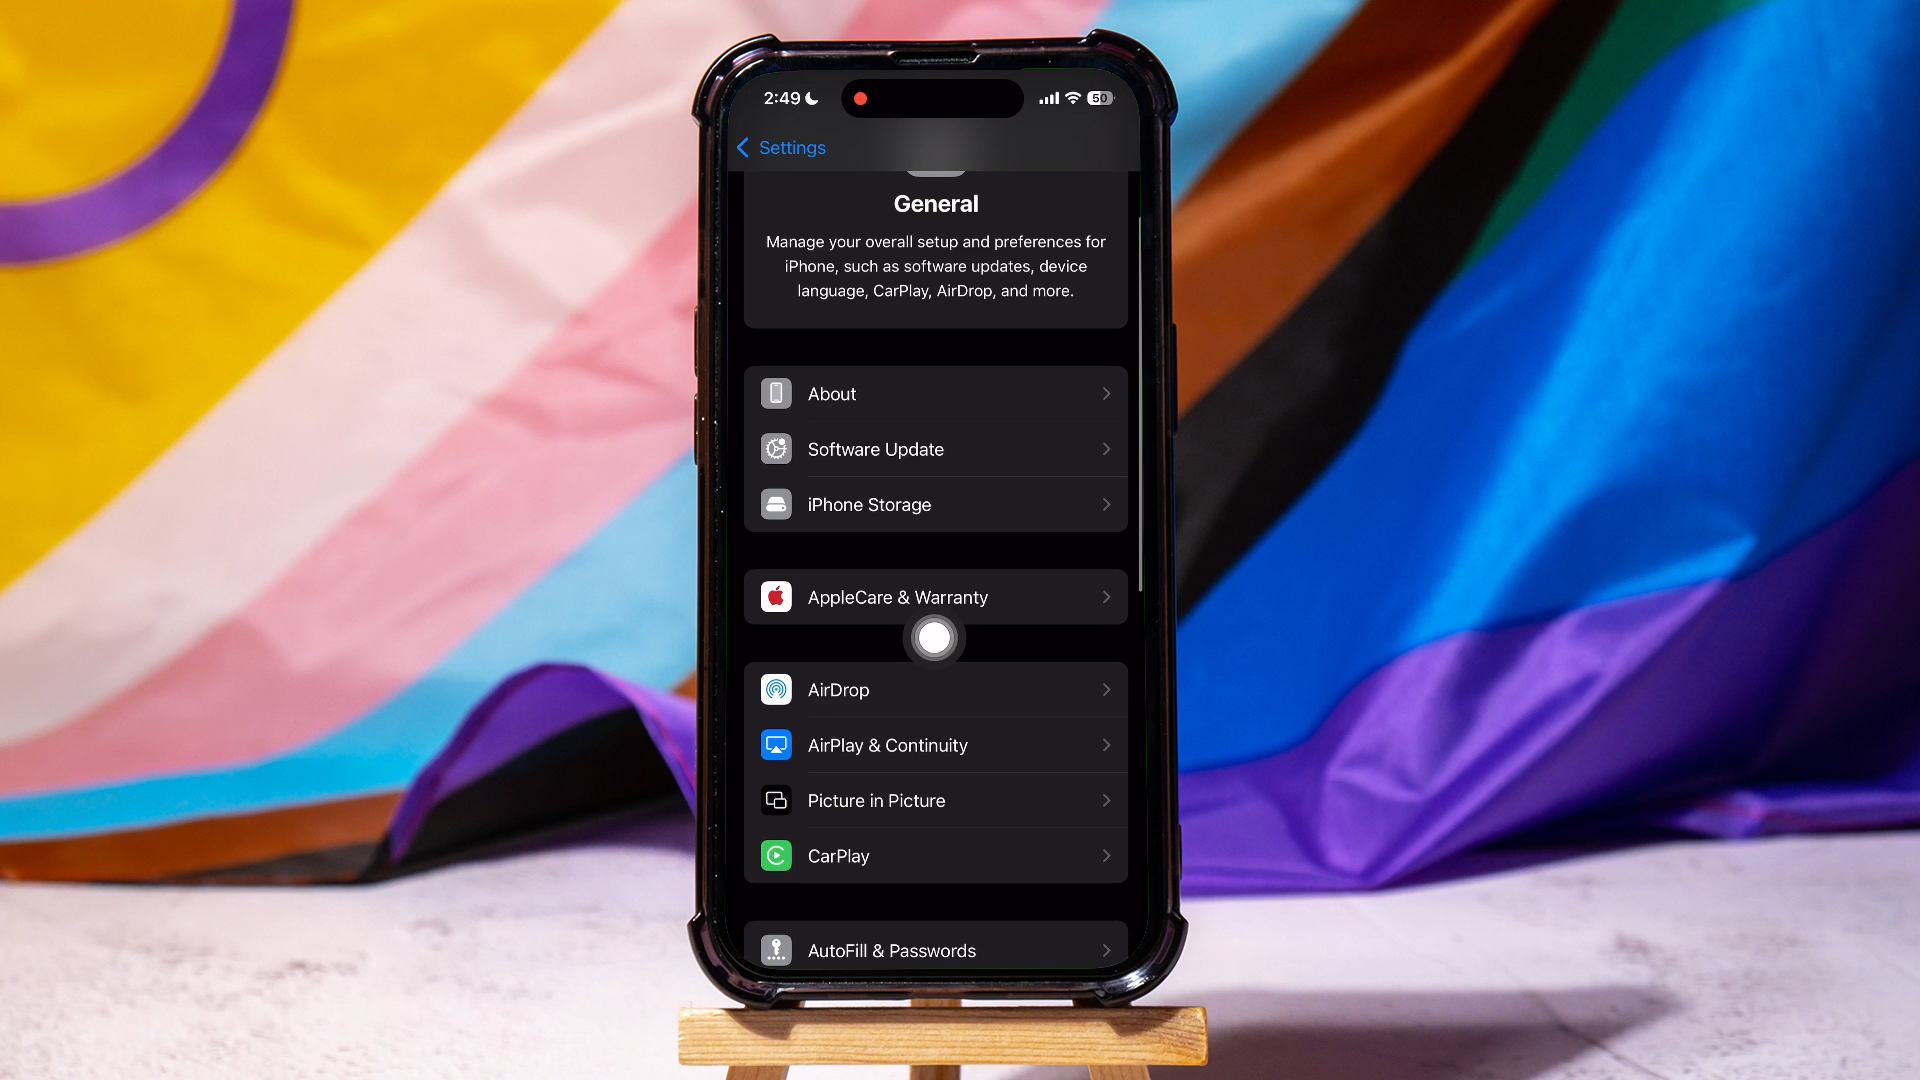 2:49
50
Settings
General
Manage your overall setup and preferences for
iPhone, such as software updates, device
language, CarPlay, AirDrop, and more.
About
Software Update
iPhone Storage
AppleCare & Warranty
AirDrop
AirPlay & Continuity
Picture in Picture
CarPlay
AutoFill & Passwords